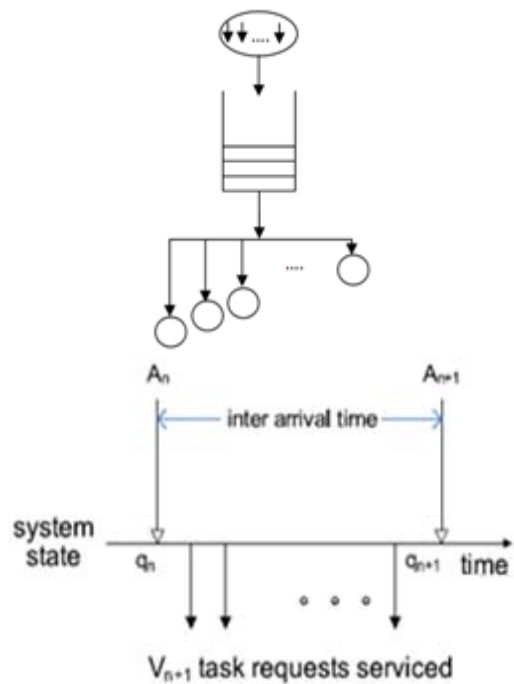 ....
....
Aₙ Aₙ₊₁
inter arrival time
system
state
qₙ qₙ₊₁ time
Vₙ₊₁ task requests serviced